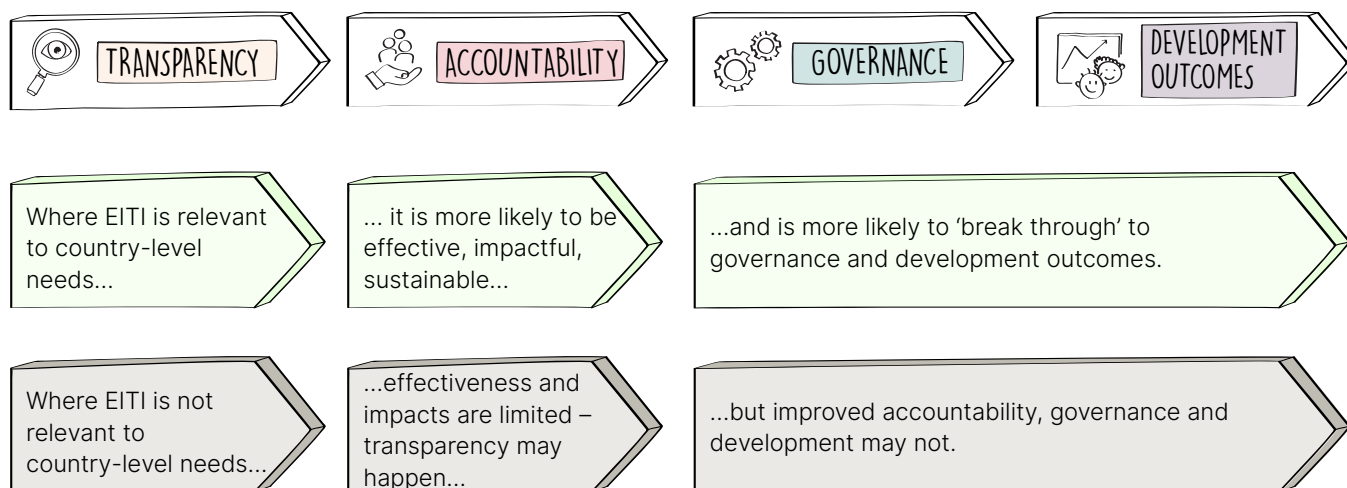 TRANSPARENCY
ACCOUNTABILITY
GOVERNANCE
DEVELOPMENT
OUTCOMES
Where EITI is relevant
to country-level
needs...
... it is more likely to be
effective, impactful,
sustainable...
...and is more likely to ‘break through’ to
governance and development outcomes.
Where EITI is not
relevant to
country-level needs...
...effectiveness and
impacts are limited –
transparency may
happen...
...but improved accountability, governance and
development may not.